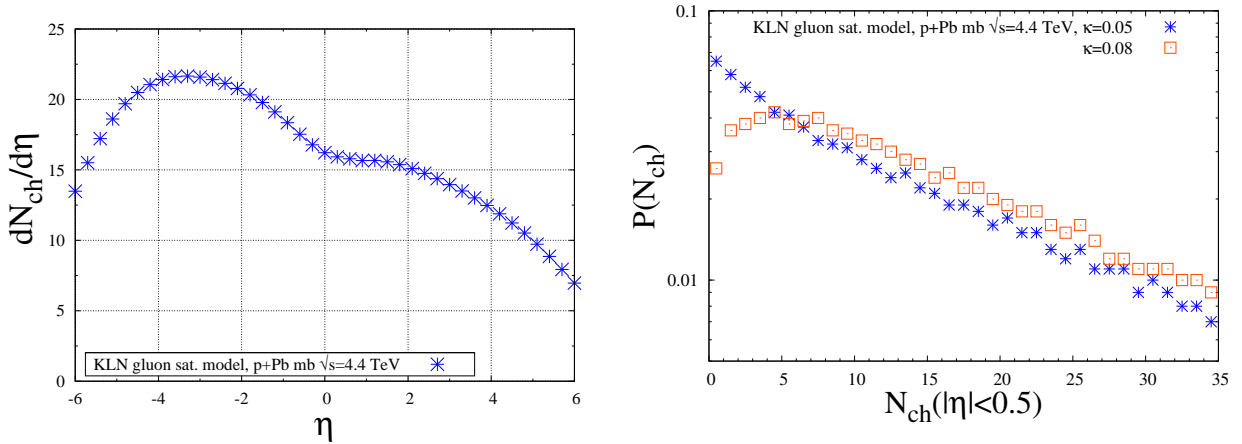 25
20
15
10
5
0
-6 -4 -2 0 2 4 6
dN_ch/dη
η
KLN gluon sat. model, p+Pb mb √s=4.4 TeV
0.1
0.01
0 5 10 15 20 25 30 35
P(N_ch)
N_ch(|η|<0.5)
KLN gluon sat. model, p+Pb mb √s=4.4 TeV, κ=0.05
κ=0.08